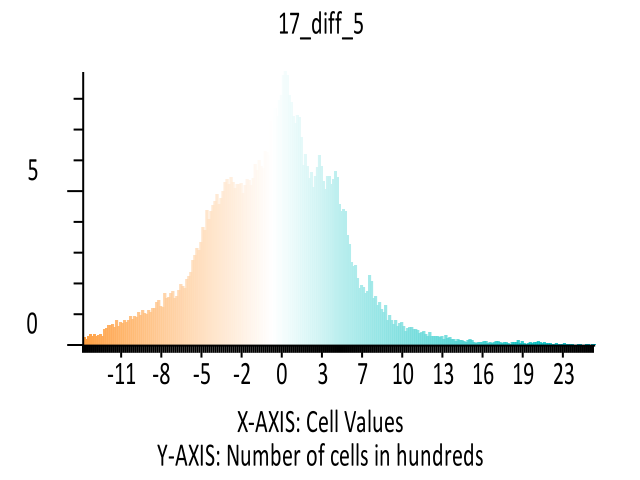 17_diff_5
5
0
-11 -8 -5 -2 0 3 7 10 13 16 19 23
X-AXIS: Cell Values
Y-AXIS: Number of cells in hundreds